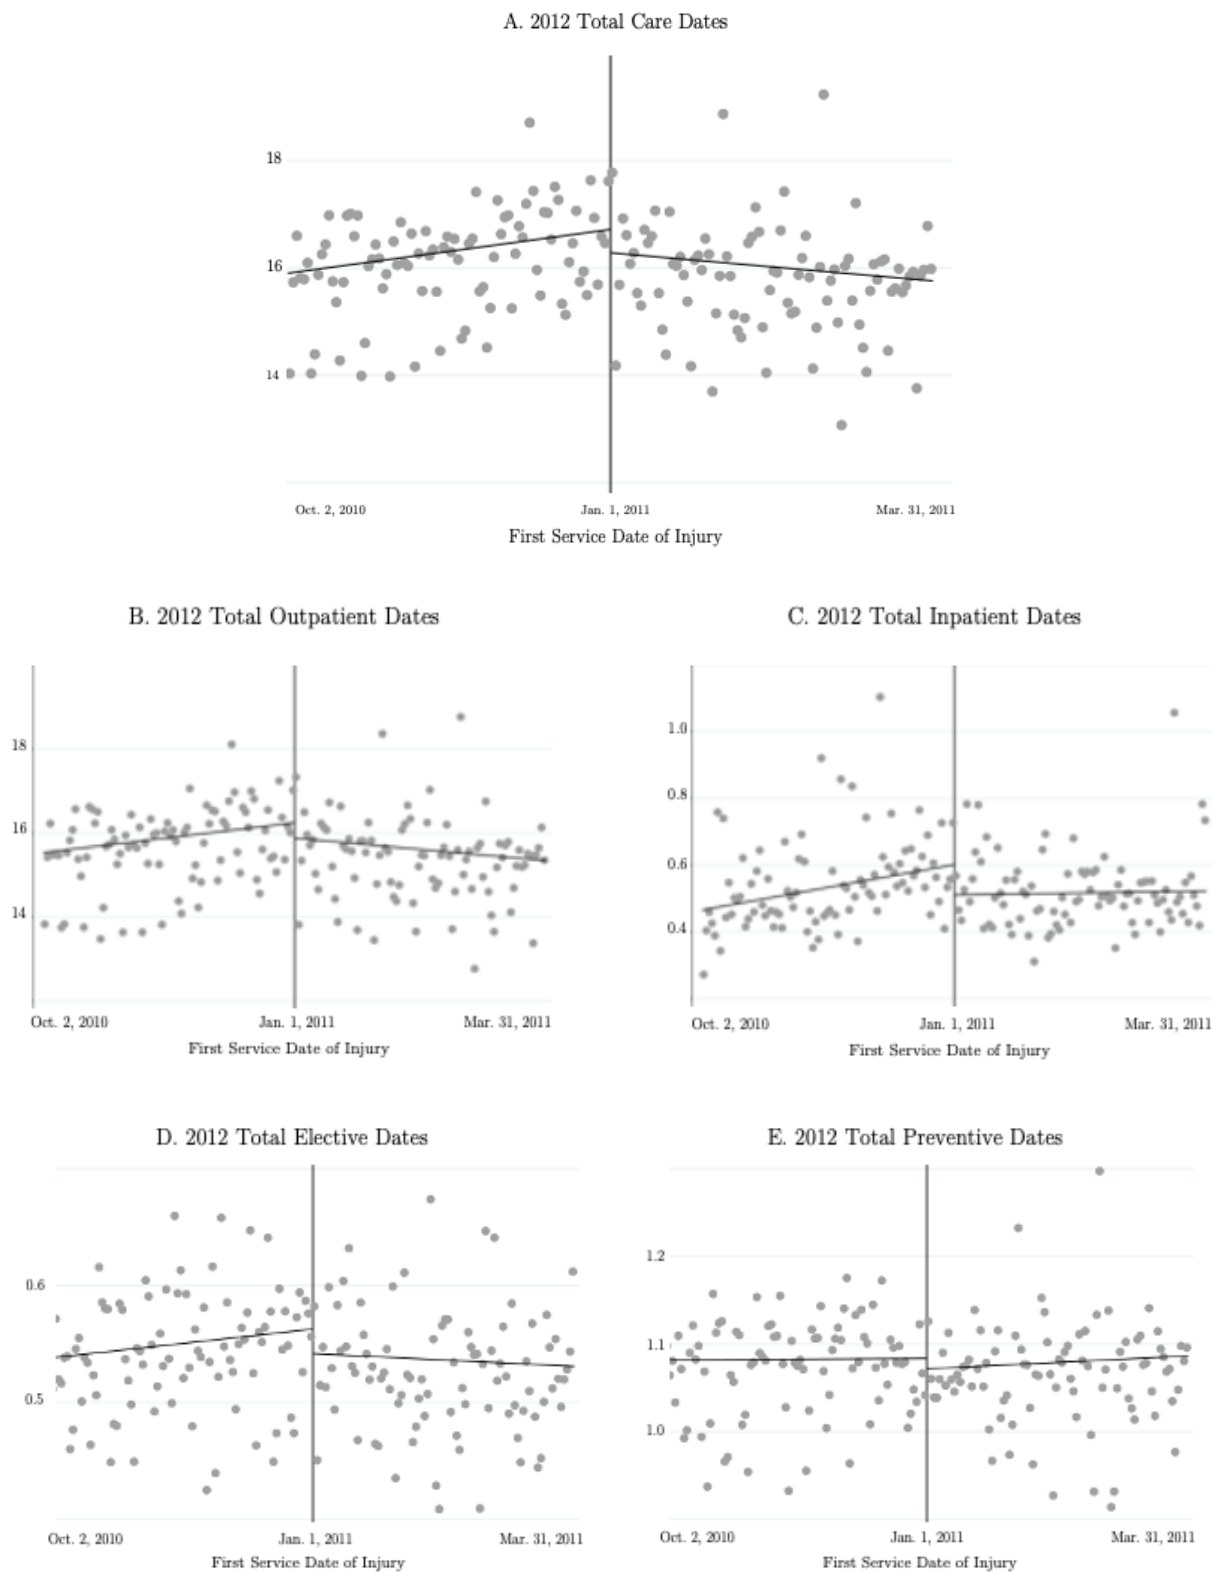 A. 2012 Total Care Dates
18
16
14
Oct. 2, 2010 Jan. 1, 2011 Mar. 31, 2011
First Service Date of Injury
B. 2012 Total Outpatient Dates
18
16
14
Oct. 2, 2010 Jan. 1, 2011 Mar. 31, 2011
First Service Date of Injury
C. 2012 Total Inpatient Dates
1.0
0.8
0.6
0.4
Oct. 2, 2010 Jan. 1, 2011 Mar. 31, 2011
First Service Date of Injury
D. 2012 Total Elective Dates
0.6
0.5
Oct. 2, 2010 Jan. 1, 2011 Mar. 31, 2011
First Service Date of Injury
E. 2012 Total Preventive Dates
1.2
1.1
1.0
Oct. 2, 2010 Jan. 1, 2011 Mar. 31, 2011
First Service Date of Injury